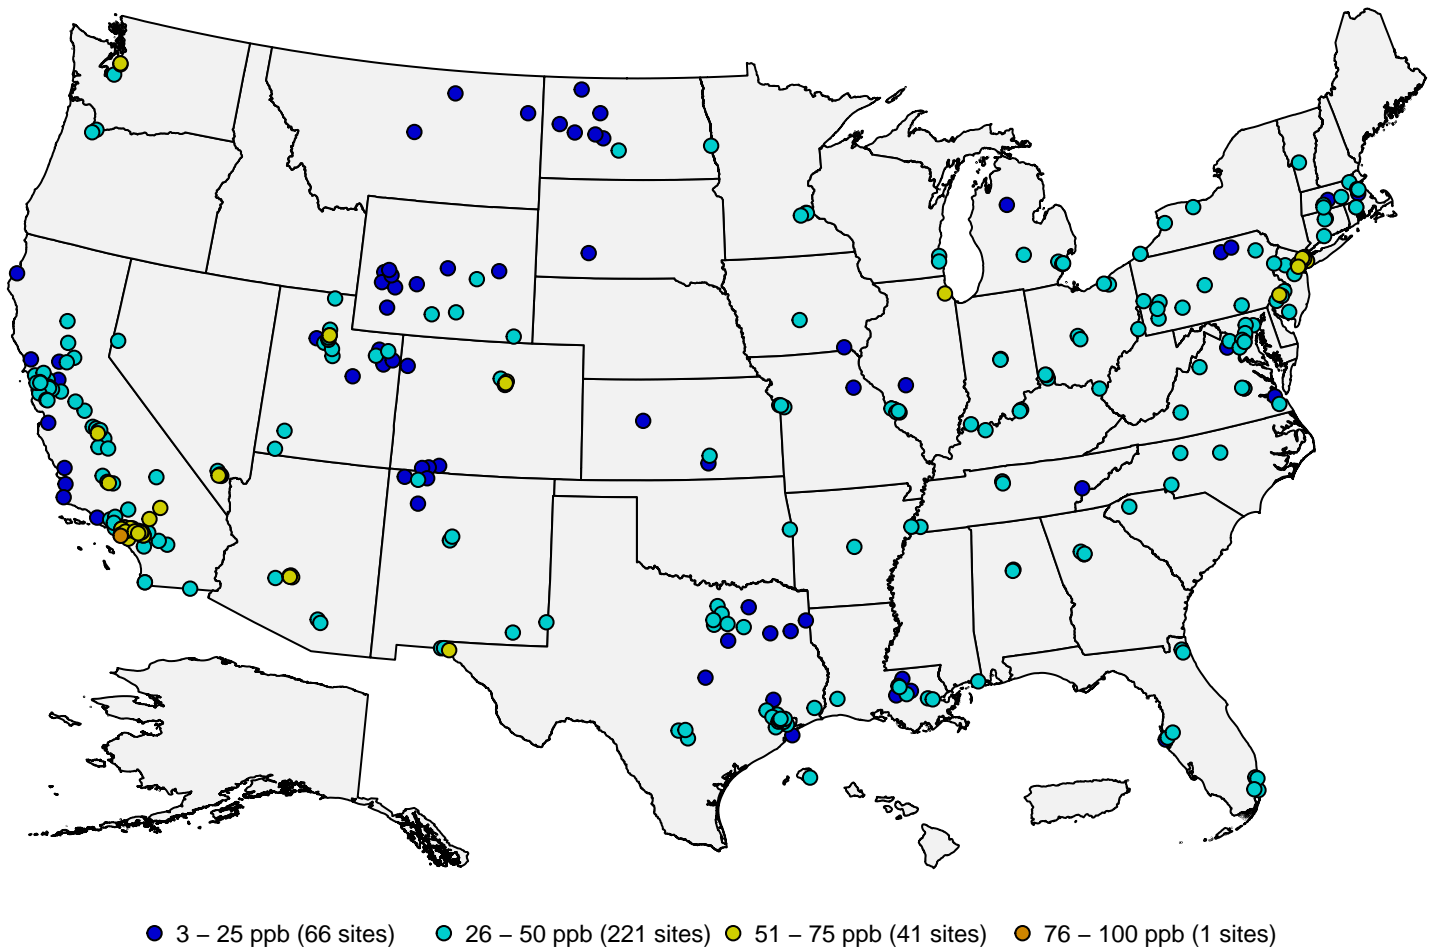 3 – 25 ppb (66 sites) 26 – 50 ppb (221 sites) 51 – 75 ppb (41 sites) 76 – 100 ppb (1 sites)